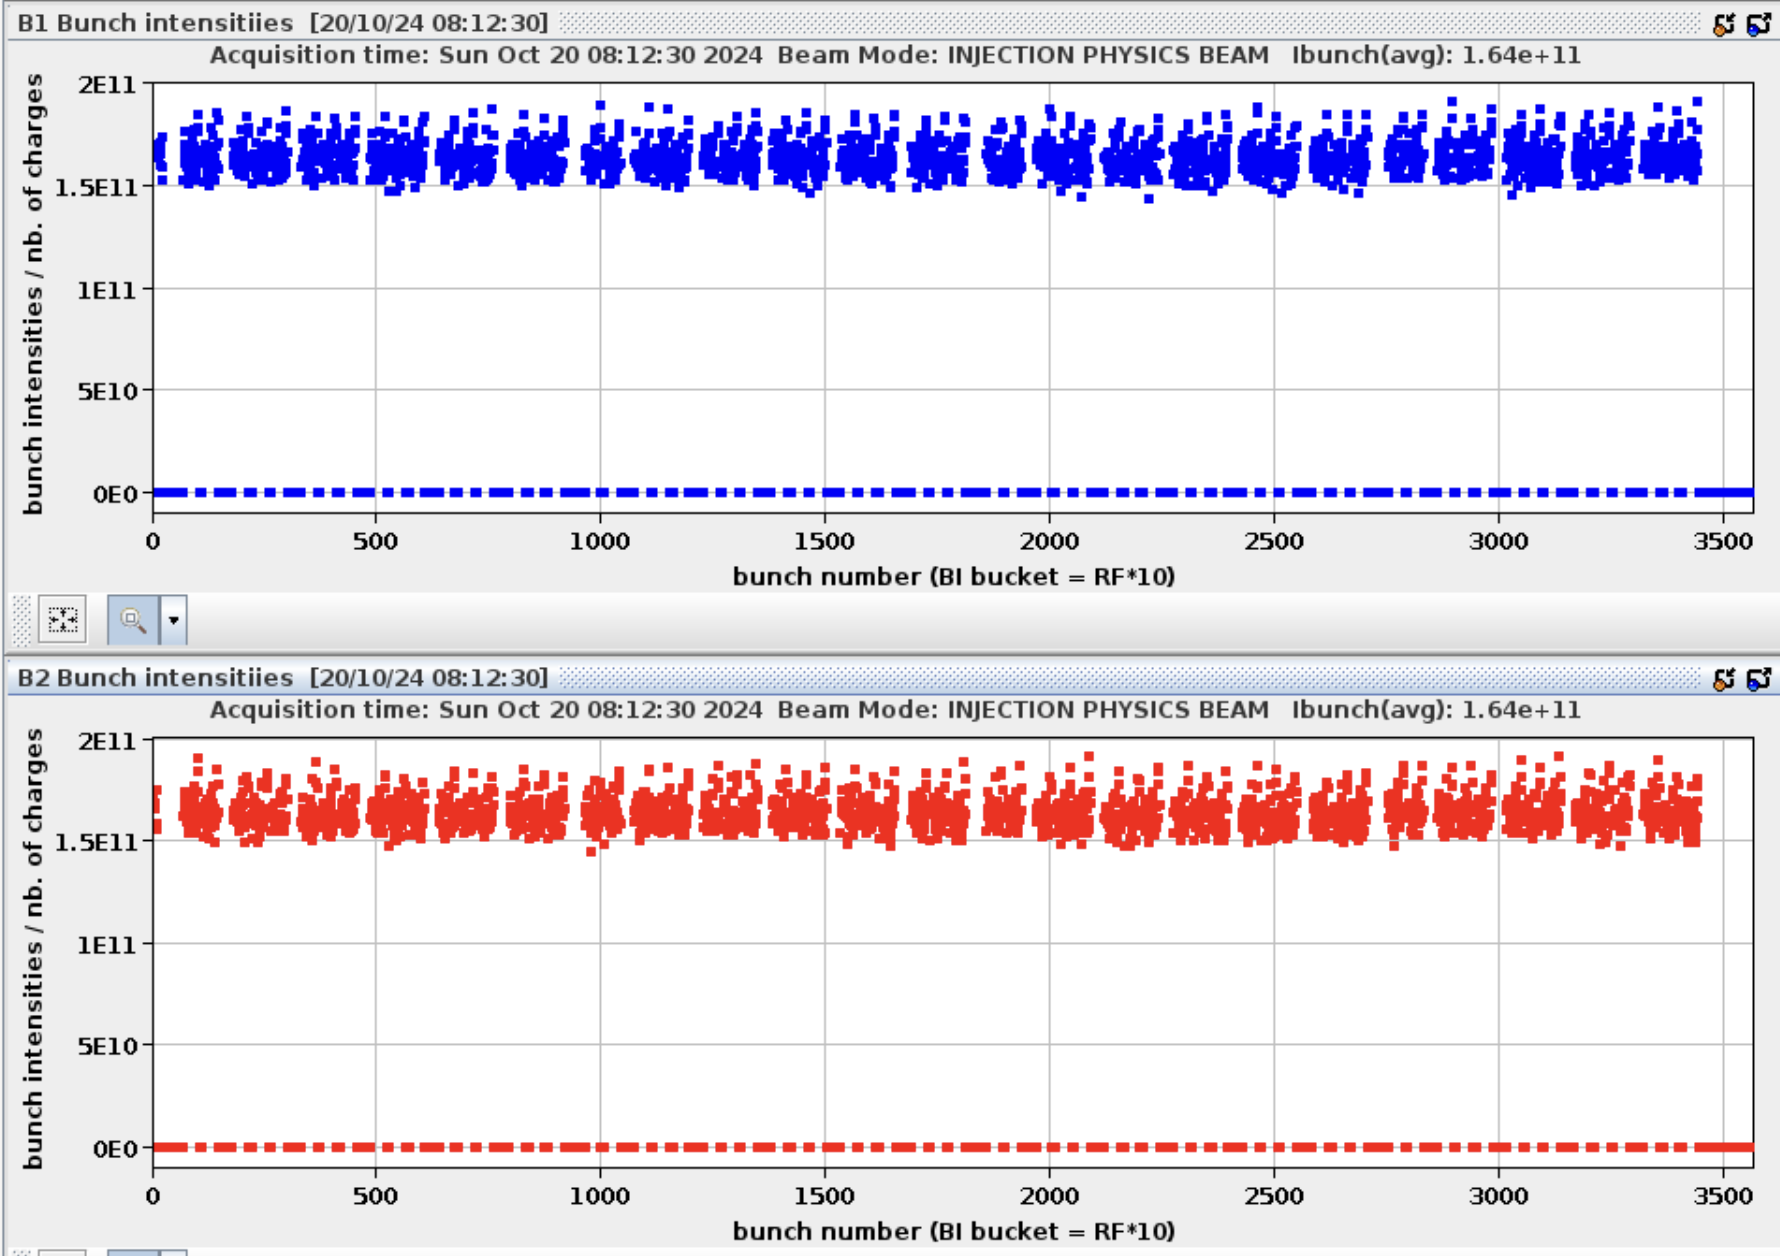 B1 Bunch intensitiies [20/10/24 08:12:30]
Acquisition time: Sun Oct 20 08:12:30 2024 Beam Mode: INJECTION PHYSICS BEAM Ibunch(avg): 1.64e+11
bunch intensities / nb. of charges
2E11
1.5E11
1E11
5E10
0E0
0 500 1000 1500 2000 2500 3000 3500
bunch number (BI bucket = RF*10)
B2 Bunch intensitiies [20/10/24 08:12:30]
Acquisition time: Sun Oct 20 08:12:30 2024 Beam Mode: INJECTION PHYSICS BEAM Ibunch(avg): 1.64e+11
bunch intensities / nb. of charges
2E11
1.5E11
1E11
5E10
0E0
0 500 1000 1500 2000 2500 3000 3500
bunch number (BI bucket = RF*10)